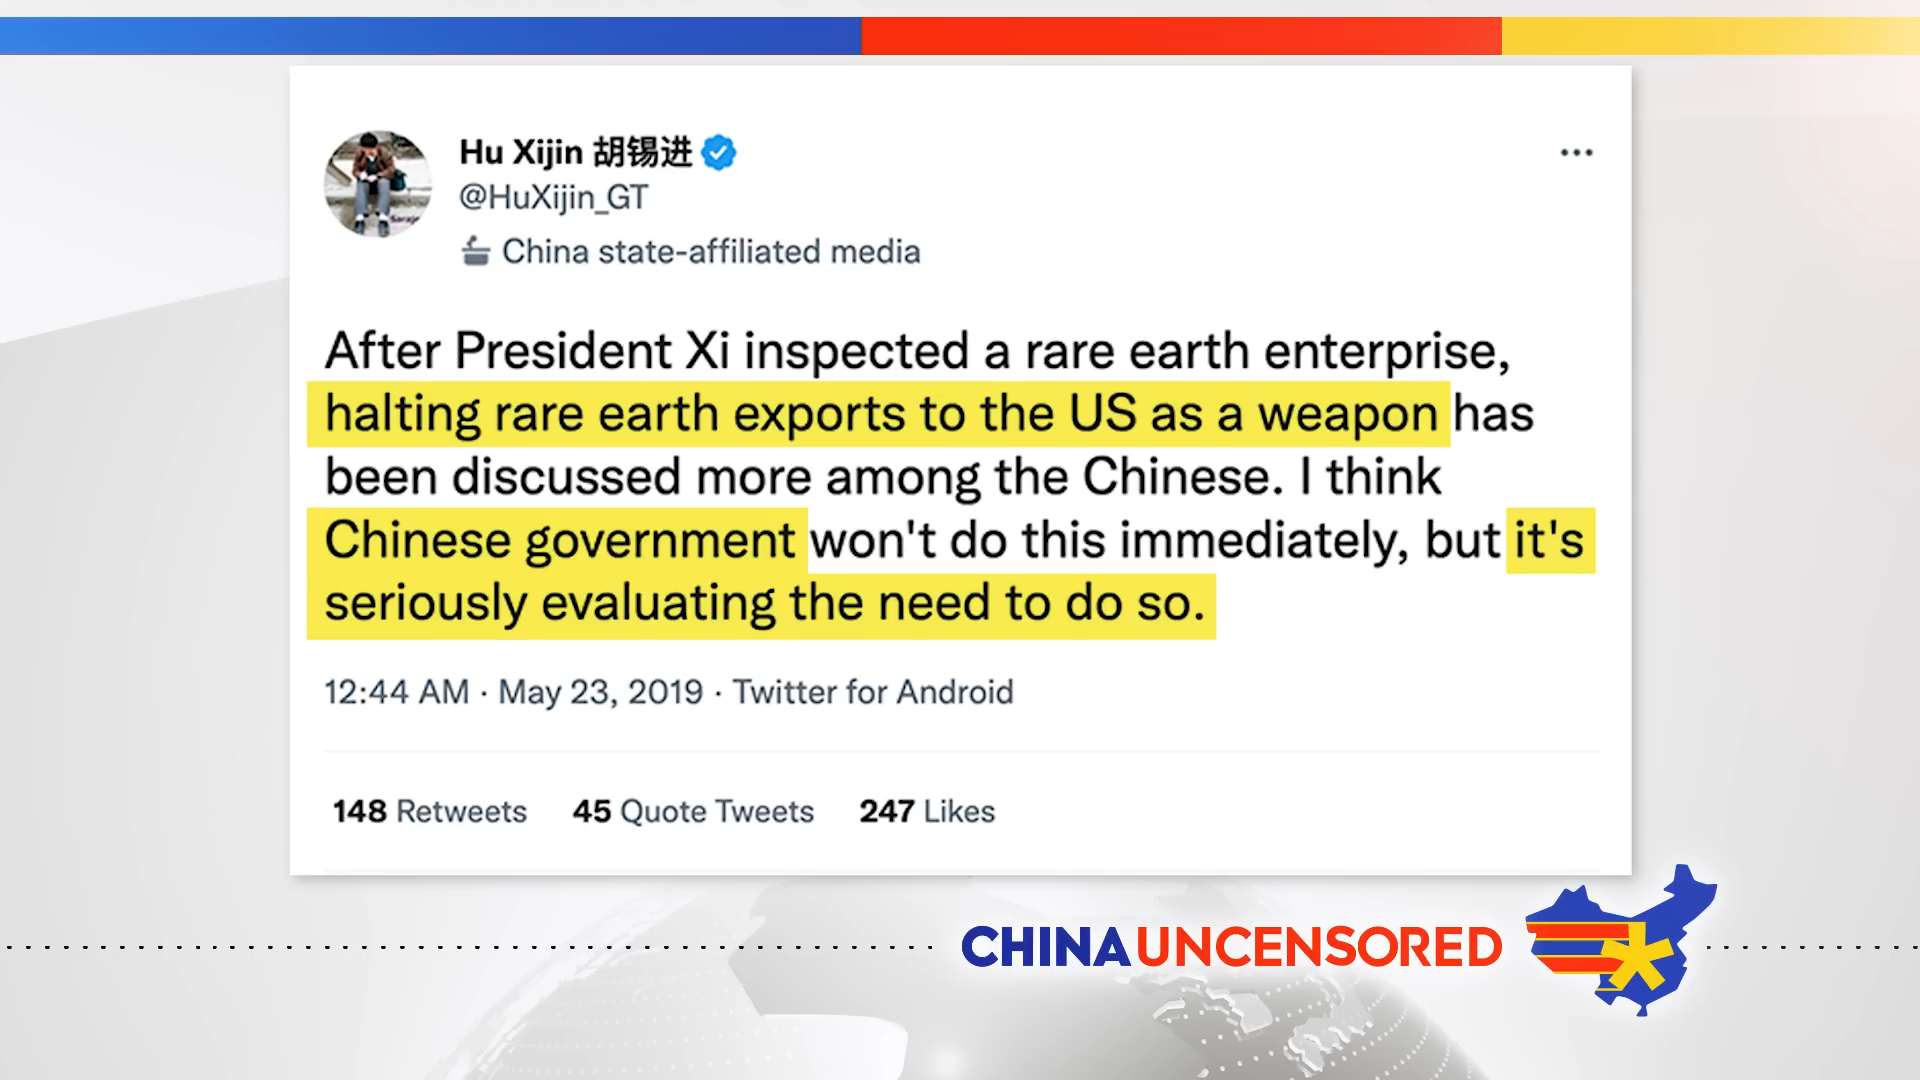 Hu Xijin 胡锡进
@HuXijin_GT
China state-affiliated media
After President Xi inspected a rare earth enterprise,
halting rare earth exports to the US as a weapon has
been discussed more among the Chinese. I think
Chinese government won't do this immediately, but it's
seriously evaluating the need to do so.
12:44 AM · May 23, 2019 · Twitter for Android
148 Retweets 45 Quote Tweets 247 Likes
CHINA UNCENSORED